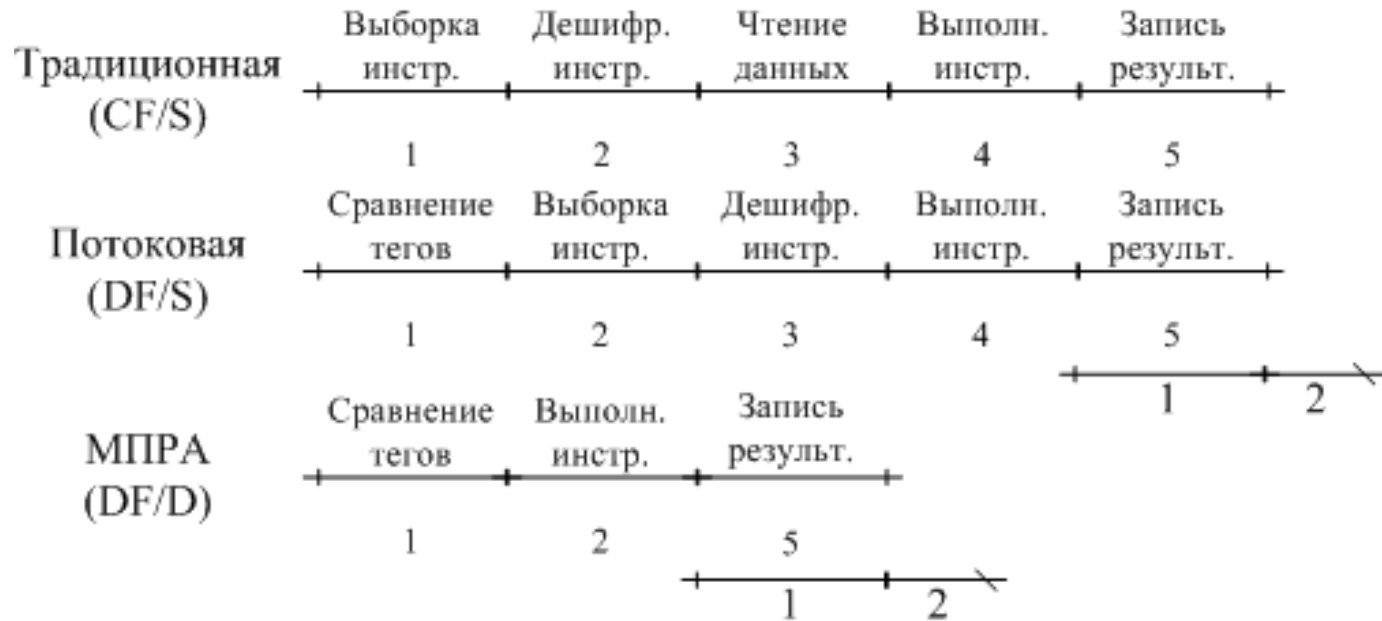 Выборка Дешифр. Чтение Выполн. Запись
Традиционная инстр. инстр. данных инстр. результ.
(CF/S)
1 2 3 4 5
Сравнение Выборка Дешифр. Выполн. Запись
Потоковая тегов инстр. инстр. инстр. результ.
(DF/S)
1 2 3 4 5
1 2
Сравнение Выполн. Запись
МПРА тегов инстр. результ.
(DF/D)
1 2 5
1 2